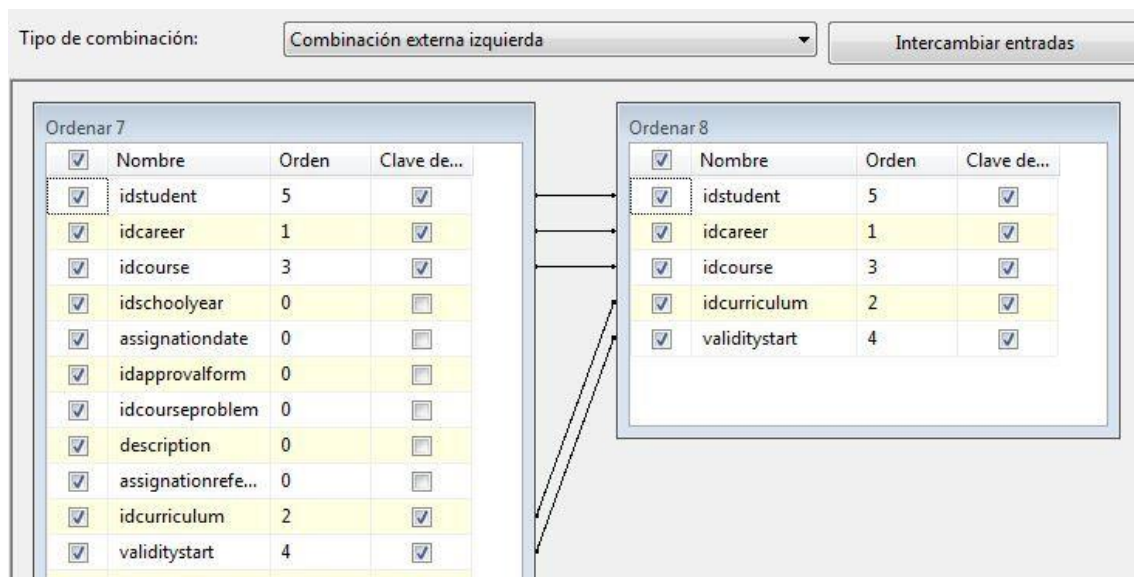 Tipo de combinación: Combinación externa izquierda Intercambiar entradas
Ordenar 7
Nombre Orden Clave de...
idstudent 5
idcareer 1
idcourse 3
idschoolyear 0
assignationdate 0
idapprovalform 0
idcourseproblem 0
description 0
assignationrefe... 0
idcurriculum 2
validitystart 4
Ordenar 8
Nombre Orden Clave de...
idstudent 5
idcareer 1
idcourse 3
idcurriculum 2
validitystart 4